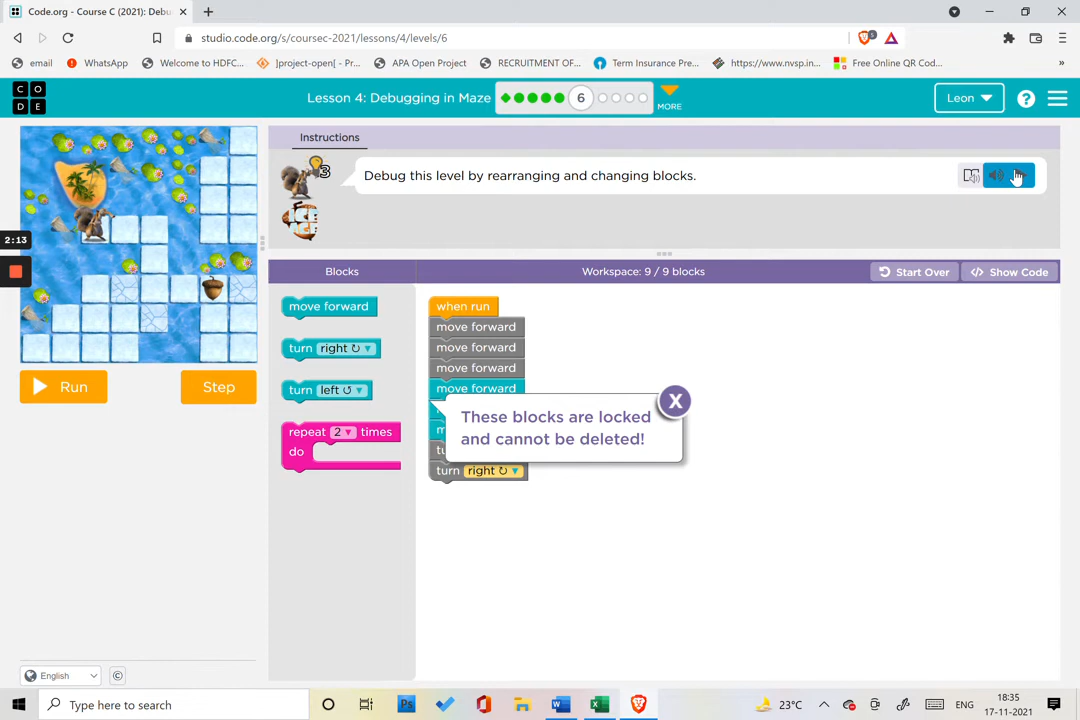 Code.org - Course C (2021): Debu
studio.code.org/s/coursec-2021/lessons/4/levels/6
5
email
WhatsApp
Welcome to HDFC...
]project-open[ - Pr...
APA Open Project
RECRUITMENT OF...
Term Insurance Pre...
https://www.nvsp.in...
Free Online QR Cod...
C O
D E
Lesson 4: Debugging in Maze
6
MORE
Leon
Instructions
3
Debug this level by rearranging and changing blocks.
ICE AGE
2:13
Blocks
Workspace: 9 / 9 blocks
Start Over
Show Code
move forward
turn right
turn left
repeat 2 times
do
when run
move forward
move forward
move forward
move forward
These blocks are locked
and cannot be deleted!
X
turn right
Run
Step
English
Type here to search
Ps
23°C
ENG
18:35
17-11-2021